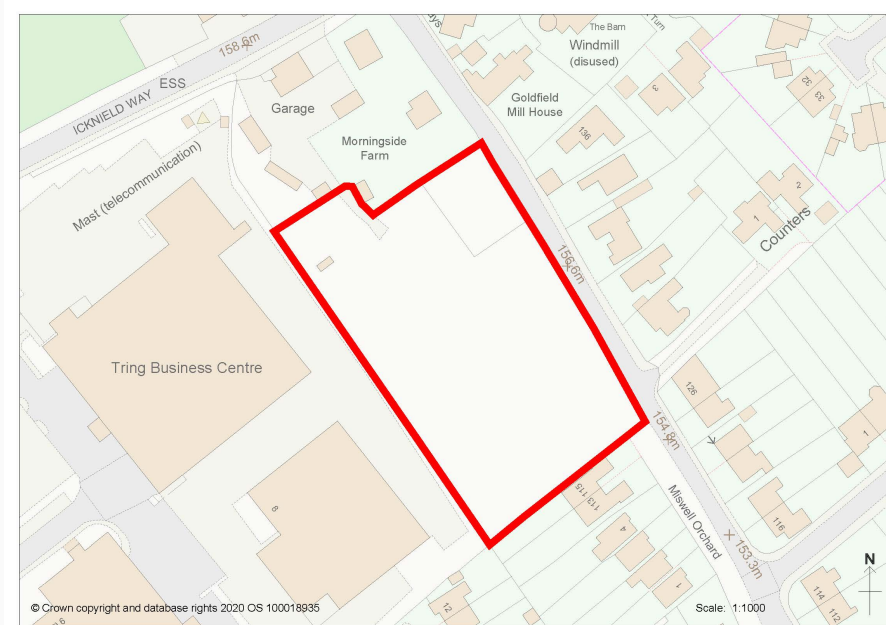 158.6m
ICKNIELD WAY
ESS
Garage
Morningside
Farm
Mast (telecommunication)
The Barn
Turn
Windmill
(disused)
Goldfield
Mill House
3
136
32
33
2
1
Counters
156.6m
Tring Business Centre
126
154.8m
1
8
113
115
Miswell Orchard
4
116
153.3m
1
12
114
112
N
© Crown copyright and database rights 2020 OS 100018935
Scale: 1:1000